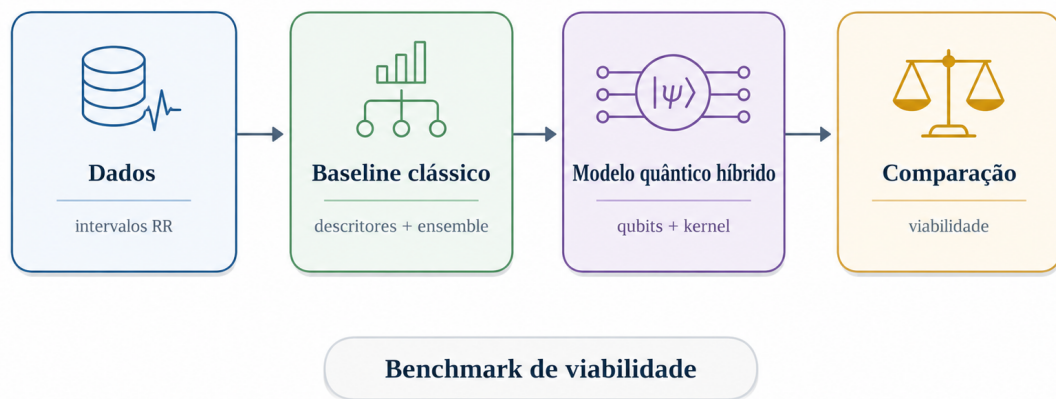 |ψ⟩
Dados
Baseline clássico
Modelo quântico híbrido
Comparação
intervalos RR
descritores + ensemble
qubits + kernel
viabilidade
Benchmark de viabilidade